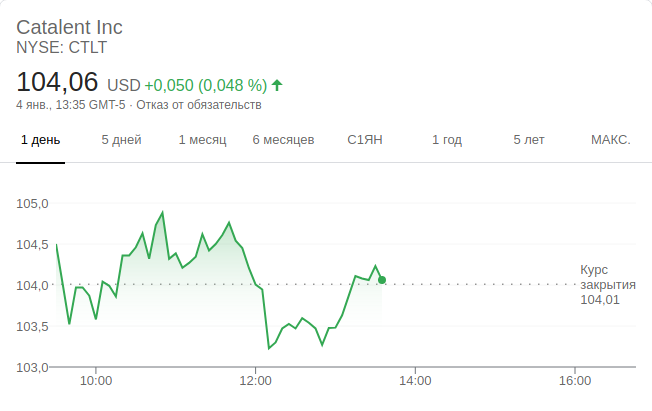 Catalent Inc
NYSE: CTLT
104,06 USD +0,050 (0,048 %)
4 янв., 13:35 GMT-5 · Отказ от обязательств
1 день 5 дней 1 месяц 6 месяцев С1ЯН 1 год 5 лет МАКС.
105,0
104,5
104,0
103,5
103,0
Курс
закрытия
104,01
10:00 12:00 14:00 16:00